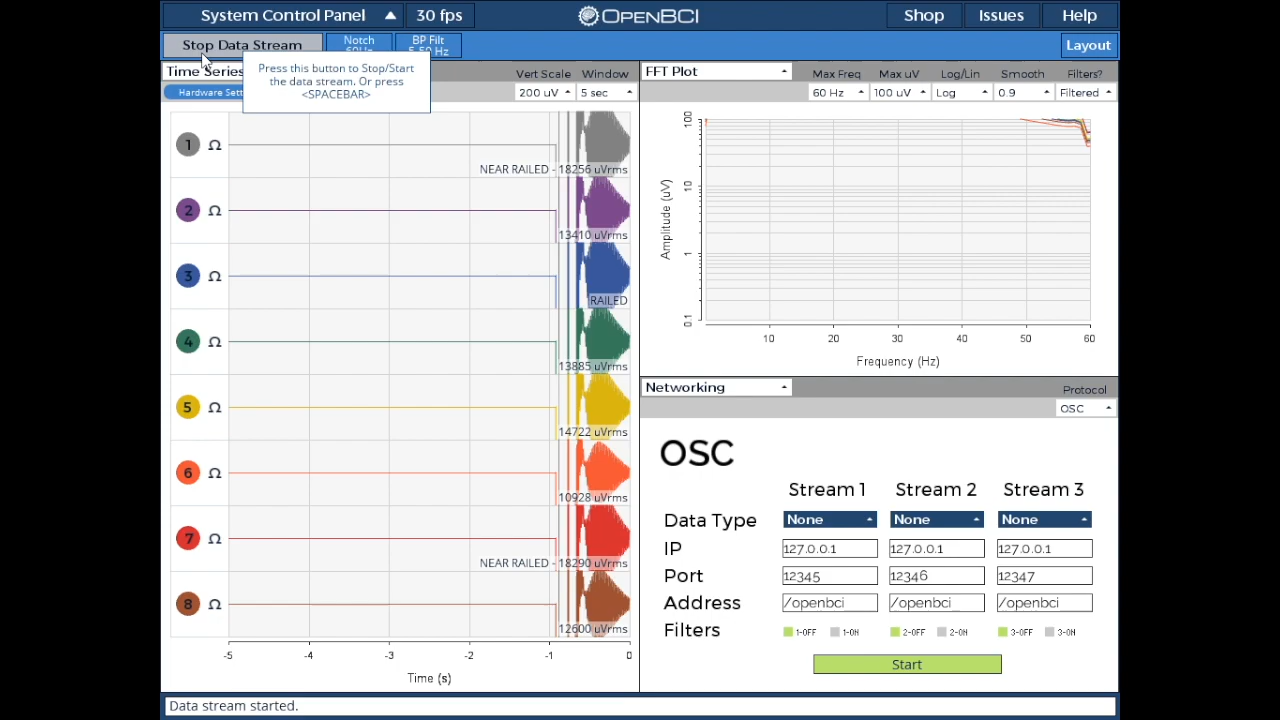 System Control Panel
30 fps
OPENBCI
Shop
Issues
Help
Stop Data Stream
Notch
60Hz
BP Filt
5-50 Hz
Layout
Press this button to Stop/Start
the data stream. Or press
<SPACEBAR>
Time Series
Vert Scale
Window
Hardware Sett
200 uV
5 sec
1 Ω
NEAR RAILED - 18256 uVrms
2 Ω
13410 uVrms
3 Ω
RAILED
4 Ω
13885 uVrms
5 Ω
14722 uVrms
6 Ω
10928 uVrms
7 Ω
NEAR RAILED - 18290 uVrms
8 Ω
12600 uVrms
-5 -4 -3 -2 -1 0
Time (s)
FFT Plot
Max Freq
Max uV
Log/Lin
Smooth
Filters?
60 Hz
100 uV
Log
0.9
Filtered
100
10
1
0.1
Amplitude (uV)
10 20 30 40 50 60
Frequency (Hz)
Networking
Protocol
OSC
OSC
Stream 1 Stream 2 Stream 3
Data Type None None None
IP 127.0.0.1 127.0.0.1 127.0.0.1
Port 12345 12346 12347
Address /openbci /openbci /openbci
Filters 1-OFF 1-ON 2-OFF 2-ON 3-OFF 3-ON
Start
Data stream started.